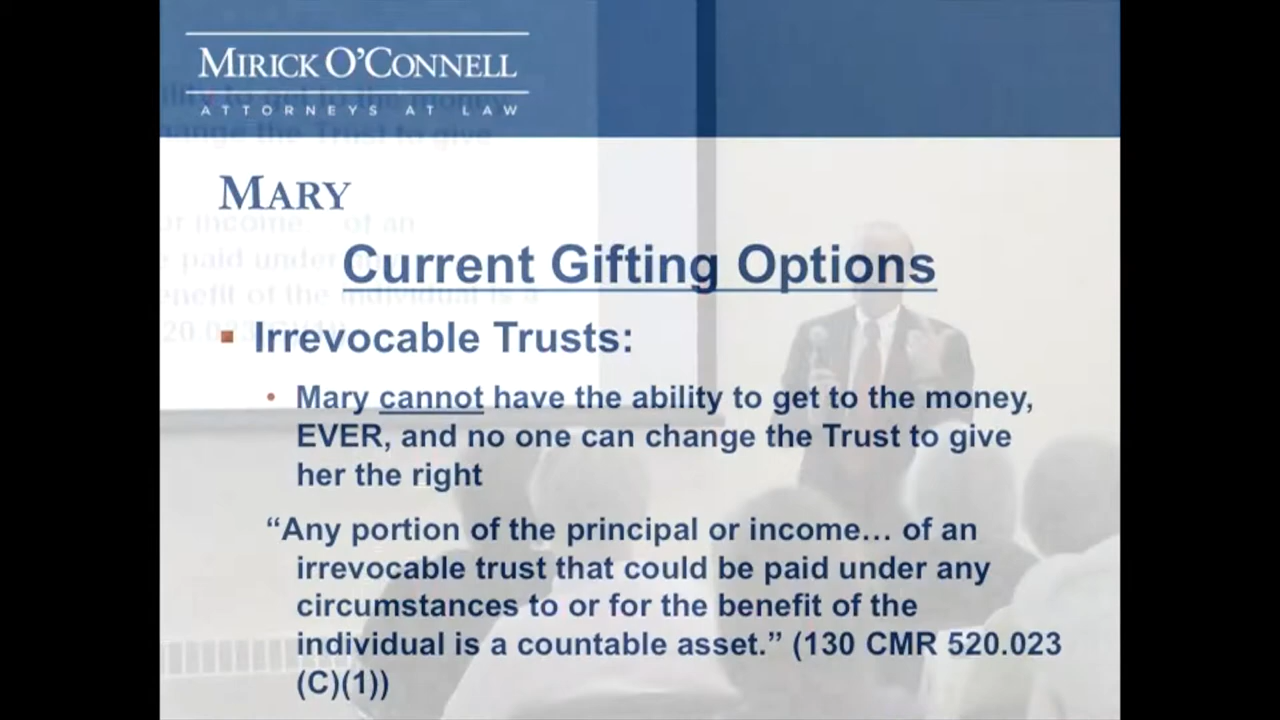 MIRICK O'CONNELL
ATTORNEYS AT LAW
MARY
Current Gifting Options
▪ Irrevocable Trusts:
• Mary cannot have the ability to get to the money,
EVER, and no one can change the Trust to give
her the right
“Any portion of the principal or income… of an
irrevocable trust that could be paid under any
circumstances to or for the benefit of the
individual is a countable asset.” (130 CMR 520.023
(C)(1))